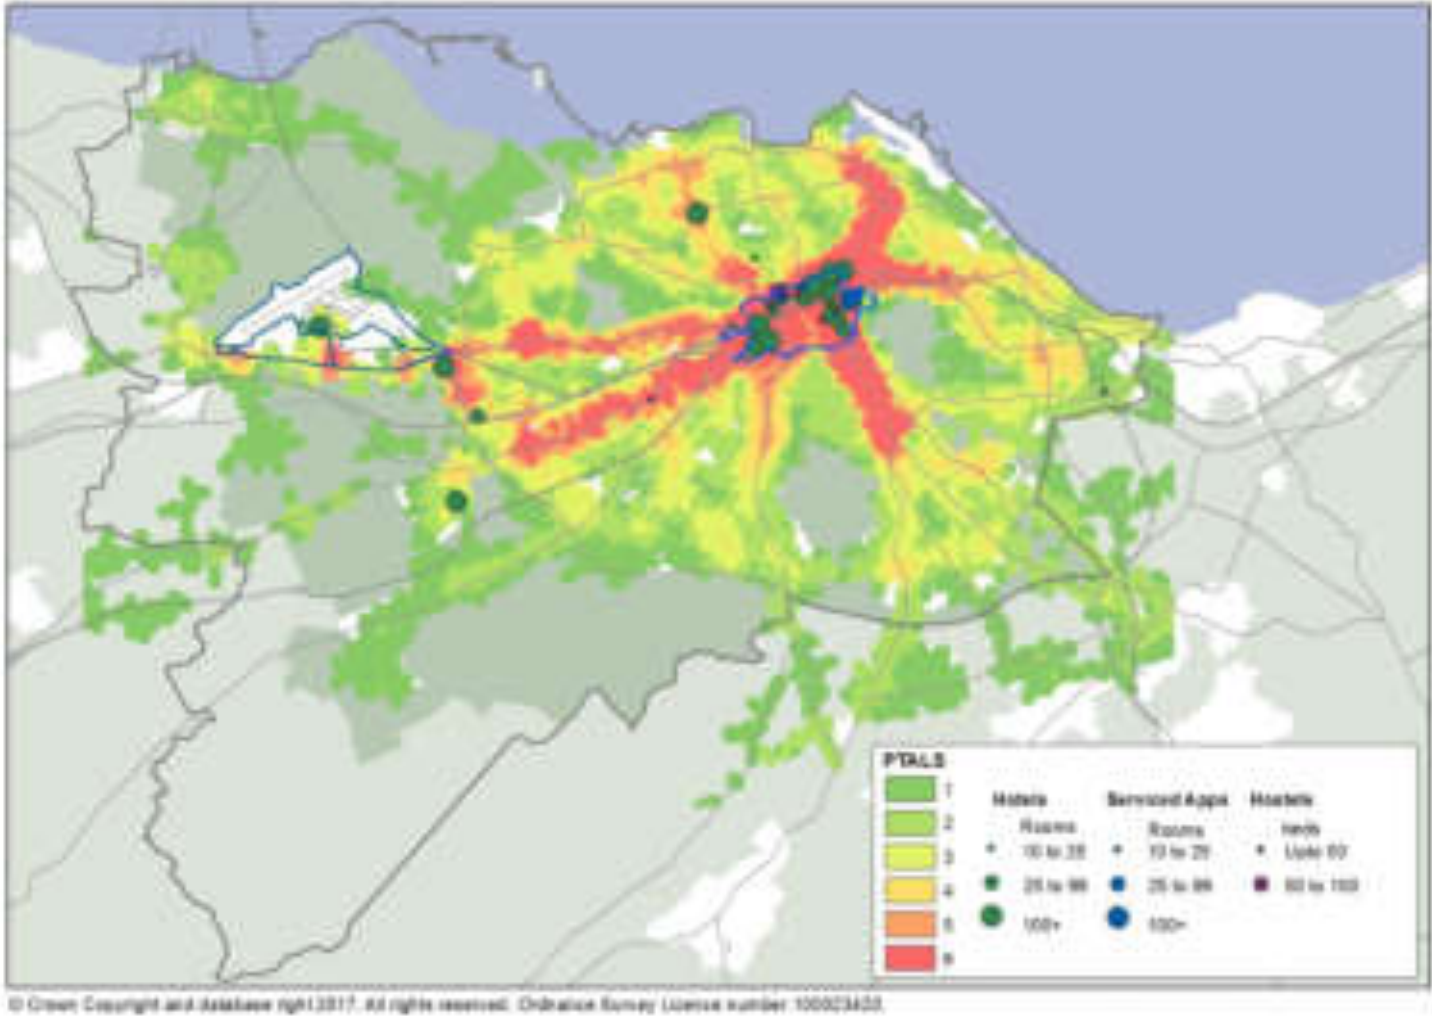 PTALS
1
2
3
4
5
6
Hotels Serviced Apps Hostels
Rooms Rooms beds
10 to 25 10 to 25 Upto 50
25 to 99 25 to 99 50 to 100
100+ 100+
© Crown Copyright and database right 2017. All rights reserved. Ordnance Survey License number 100023420.